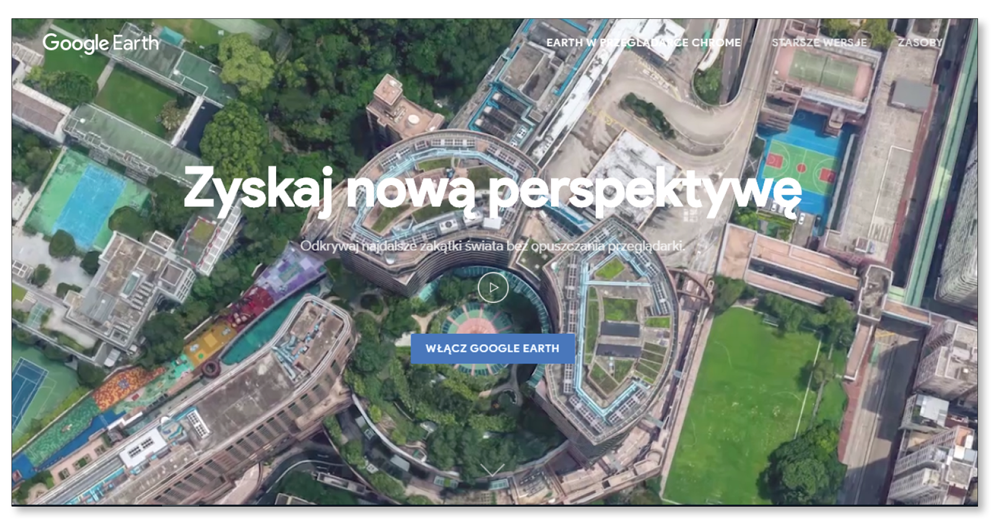 Google Earth
EARTH W PRZEGLĄDARCE CHROME STARSZE WERSJE ZASOBY
Zyskaj nową perspektywę
Odkrywaj najdalsze zakątki świata bez opuszczania przeglądarki.
WŁĄCZ GOOGLE EARTH